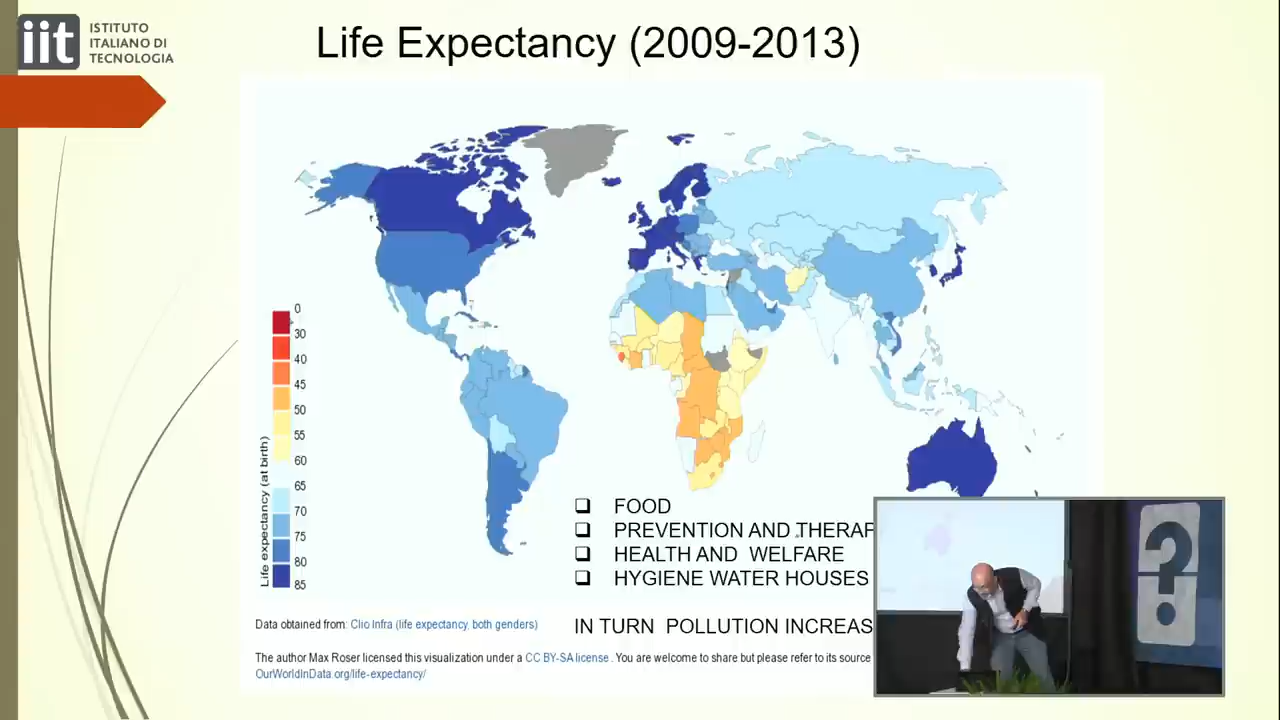 iit
ISTITUTO
ITALIANO DI
TECNOLOGIA
Life Expectancy (2009-2013)
0
30
40
45
50
55
60
65
70
75
80
85
Life expectancy (at birth)
❑ FOOD
❑ PREVENTION AND THERAP
❑ HEALTH AND WELFARE
❑ HYGIENE WATER HOUSES
IN TURN POLLUTION INCREAS
Data obtained from: Clio Infra (life expectancy, both genders)
The author Max Roser licensed this visualization under a CC BY-SA license . You are welcome to share but please refer to its source
OurWorldInData.org/life-expectancy/
?